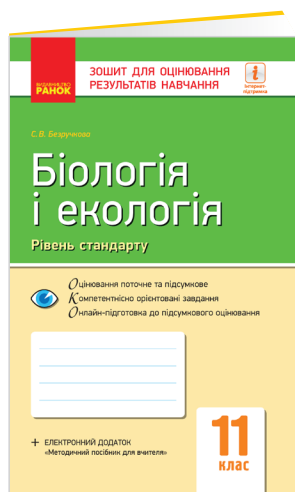 ВИДАВНИЦТВО
РАНОК
ЗОШИТ ДЛЯ ОЦІНЮВАННЯ
РЕЗУЛЬТАТІВ НАВЧАННЯ
Інтернет-
підтримка
С. В. Безручкова
Біологія
і екологія
Рівень стандарту
Оцінювання поточне та підсумкове
Компетентнісно орієнтовані завдання
Онлайн-підготовка до підсумкового оцінювання
11
клас
+ ЕЛЕКТРОННИЙ ДОДАТОК
«Методичний посібник для вчителя»